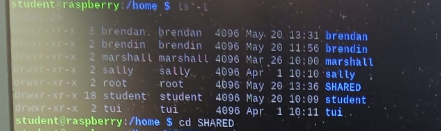 student@raspberry:/home $ ls -l
drwxr-xr-x 3 brendan brendan 4096 May 20 13:31 brendan
drwxr-xr-x 2 brendin brendin 4096 May 20 11:56 brendin
drwxr-xr-x 2 marshall marshall 4096 Mar 26 10:00 marshall
drwxr-xr-x 2 sally sally 4096 Apr 1 10:10 sally
drwxr-xr-x 2 root root 4096 May 20 13:36 SHARED
drwxr-xr-x 18 student student 4096 May 20 10:09 student
drwxr-xr-x 2 tui tui 4096 Apr 1 10:11 tui
student@raspberry:/home $ cd SHARED